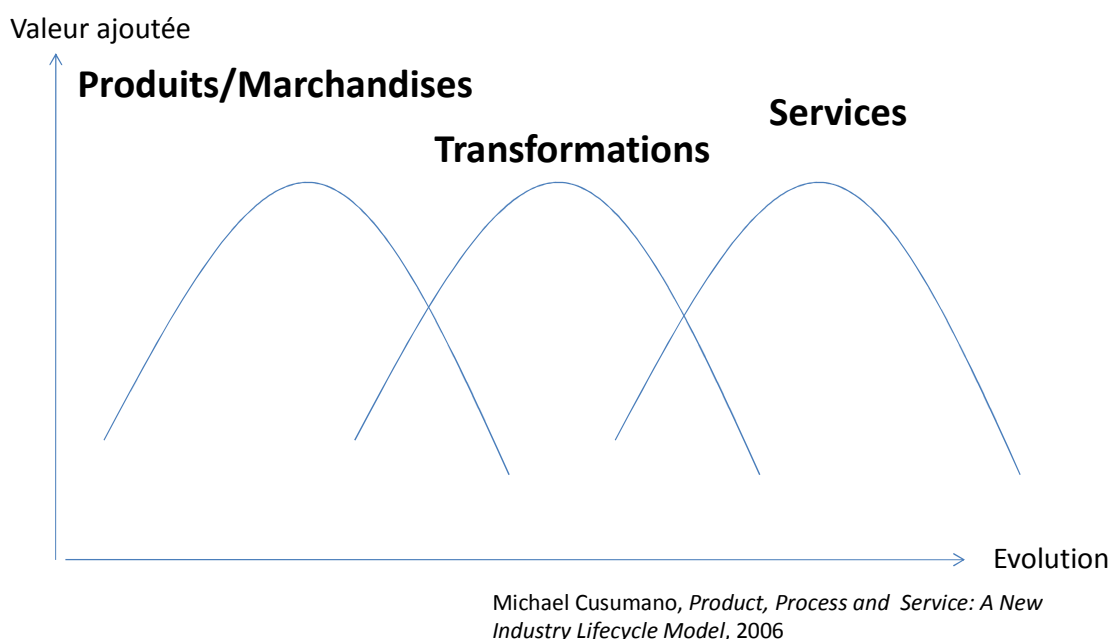 Valeur ajoutée
Produits/Marchandises
Services
Transformations
Evolution
Michael Cusumano, Product, Process and Service: A New
Industry Lifecycle Model, 2006